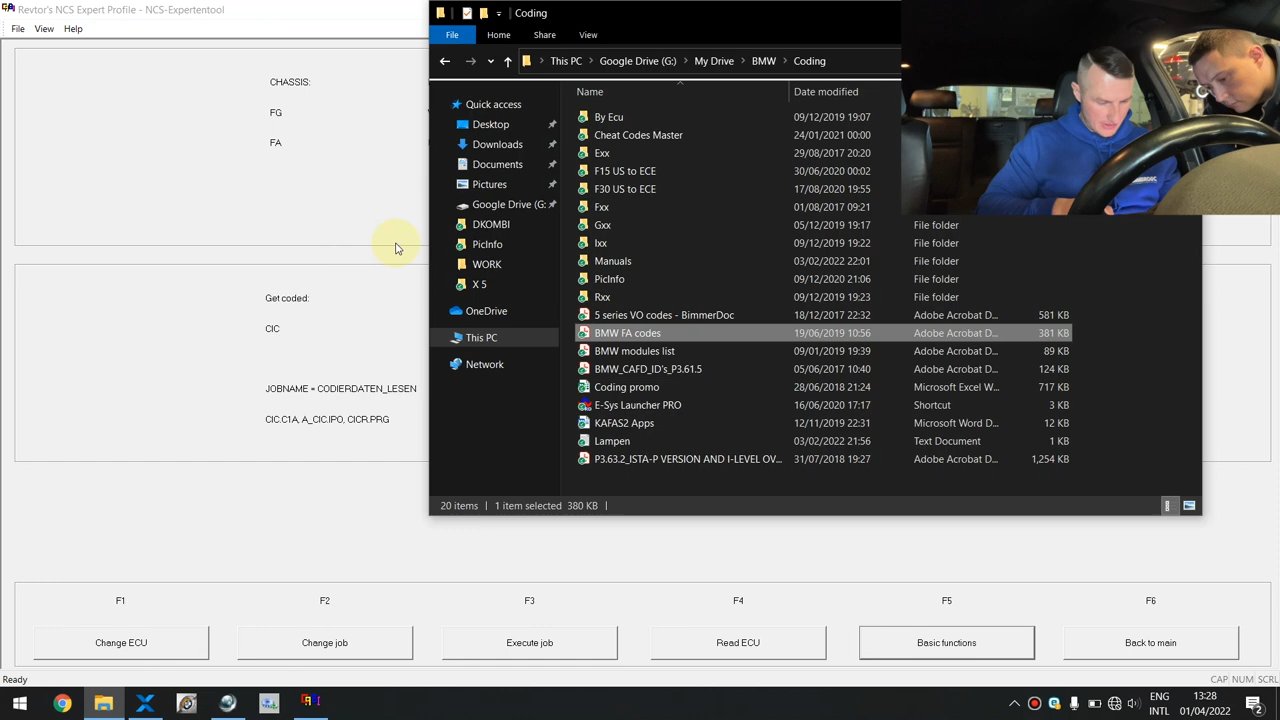 Revtor's NCS Expert Profile - NCS-Expertentool
File View Help
CHASSIS:
FG
FA
Get coded:
CIC
JOBNAME = CODIERDATEN_LESEN
CIC.C1A, A_CIC.IPO, CICR.PRG
Coding
File Home Share View
This PC Google Drive (G:) My Drive BMW Coding
Quick access
Desktop
Downloads
Documents
Pictures
Google Drive (G:
DKOMBI
PicInfo
WORK
X 5
OneDrive
This PC
Network
Name Date modified
By Ecu 09/12/2019 19:07
Cheat Codes Master 24/01/2021 00:00
Exx 29/08/2017 20:20
F15 US to ECE 30/06/2020 00:02
F30 US to ECE 17/08/2020 19:55
Fxx 01/08/2017 09:21
Gxx 05/12/2019 19:17 File folder
Ixx 09/12/2019 19:22 File folder
Manuals 03/02/2022 22:01 File folder
PicInfo 09/12/2020 21:06 File folder
Rxx 09/12/2019 19:23 File folder
5 series VO codes - BimmerDoc 18/12/2017 22:32 Adobe Acrobat D... 581 KB
BMW FA codes 19/06/2019 10:56 Adobe Acrobat D... 381 KB
BMW modules list 09/01/2019 19:39 Adobe Acrobat D... 89 KB
BMW_CAFD_ID's_P3.61.5 05/06/2017 10:40 Adobe Acrobat D... 124 KB
Coding promo 28/06/2018 21:24 Microsoft Excel W... 717 KB
E-Sys Launcher PRO 16/06/2020 17:17 Shortcut 3 KB
KAFAS2 Apps 12/11/2019 22:31 Microsoft Word D... 12 KB
Lampen 03/02/2022 21:56 Text Document 1 KB
P3.63.2_ISTA-P VERSION AND I-LEVEL OV... 31/07/2018 19:27 Adobe Acrobat D... 1,254 KB
20 items 1 item selected 380 KB
F1 F2 F3 F4 F5 F6
Change ECU Change job Execute job Read ECU Basic functions Back to main
Ready CAP NUM SCRL
ENG
INTL
13:28
01/04/2022
2